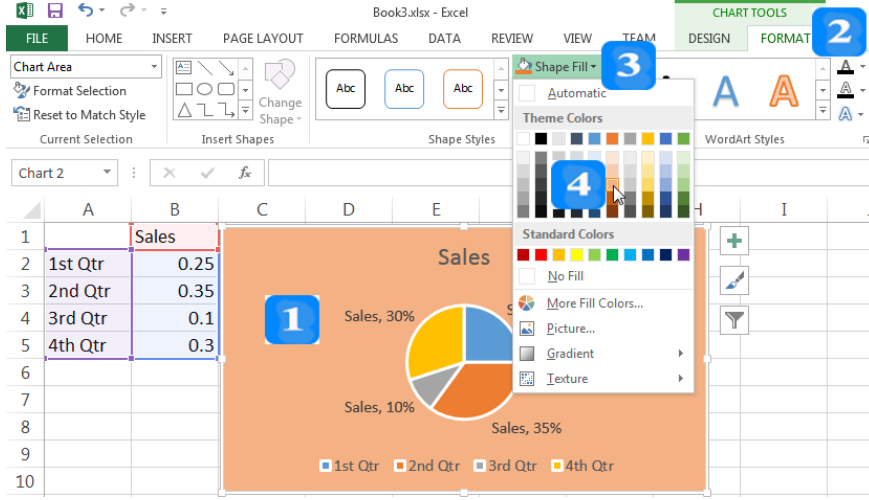 Book3.xlsx - Excel
CHART TOOLS
FILE HOME INSERT PAGE LAYOUT FORMULAS DATA REVIEW VIEW TEAM DESIGN FORMAT 2
Chart Area
Format Selection
Reset to Match Style
Current Selection
Change
Shape
Insert Shapes
Abc Abc Abc
Shape Styles
Shape Fill 3
Automatic
Theme Colors
4
Standard Colors
No Fill
More Fill Colors...
Picture...
Gradient
Texture
A A A
A
A
WordArt Styles
Chart 2 fx
A B C D E H I
1 Sales
2 1st Qtr 0.25
3 2nd Qtr 0.35
4 3rd Qtr 0.1
5 4th Qtr 0.3
6
7
8
9
10
Sales
1
Sales, 30%
Sales, 10%
Sales, 35%
1st Qtr 2nd Qtr 3rd Qtr 4th Qtr